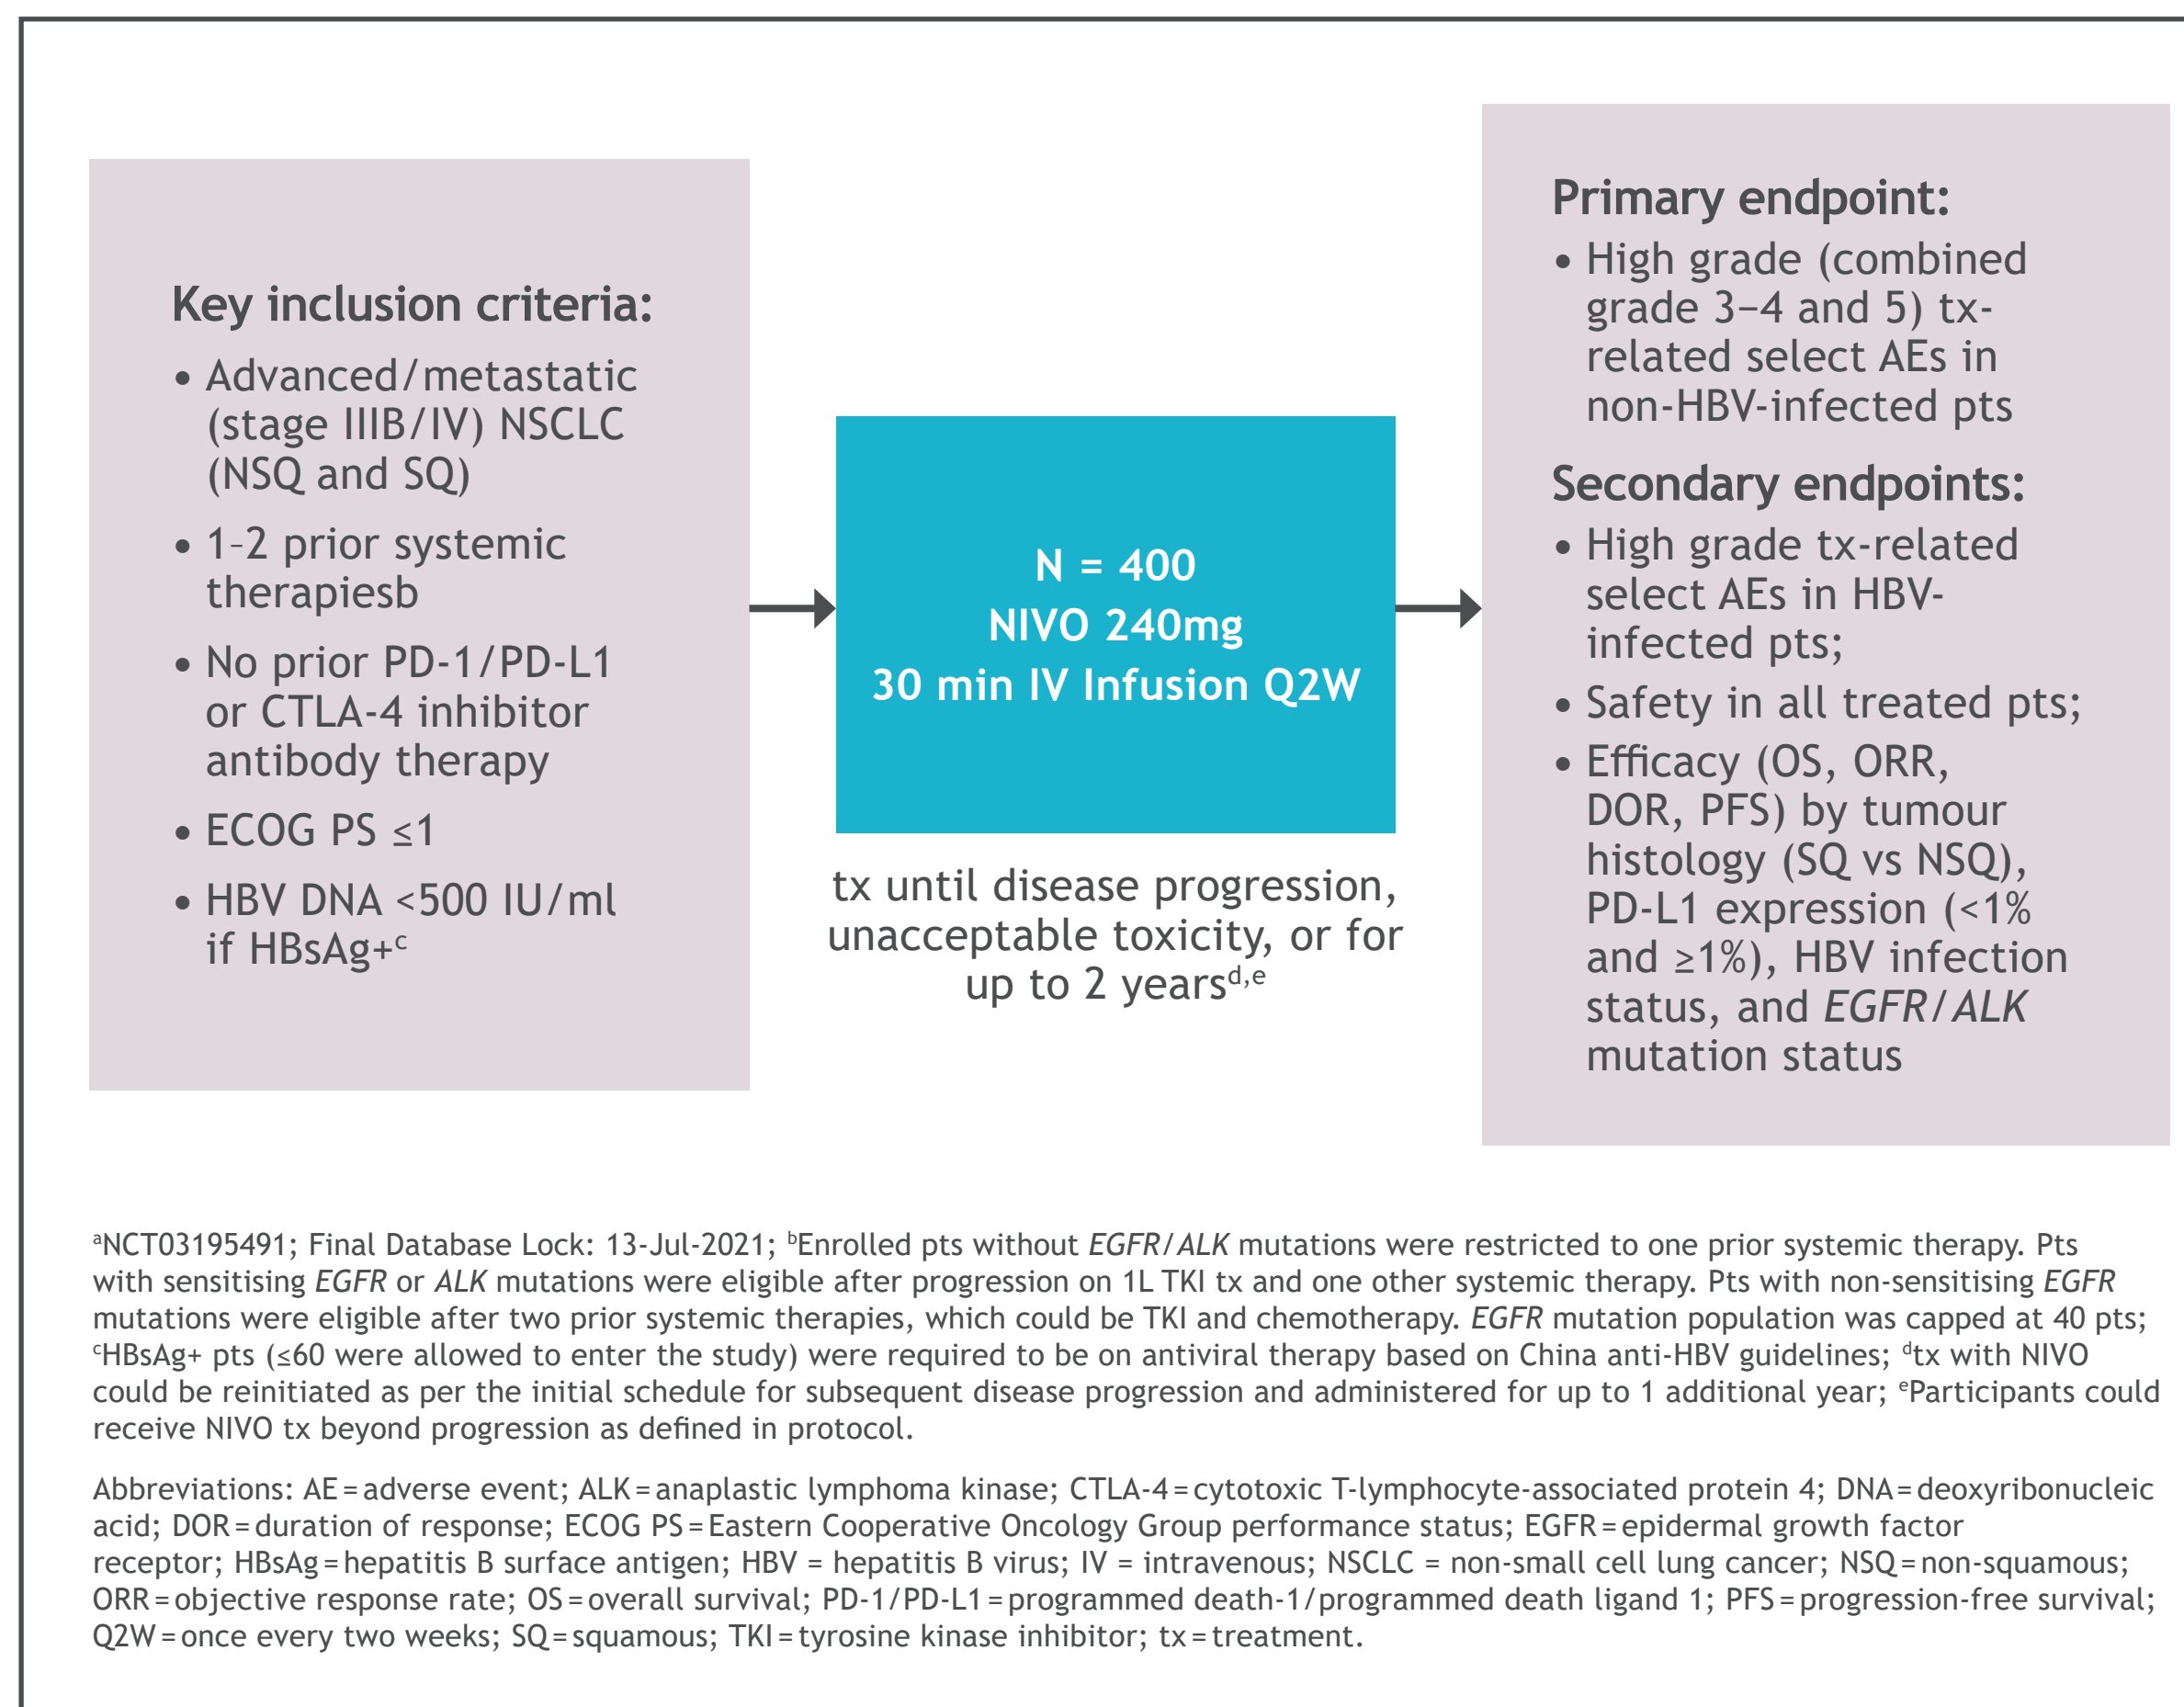 Key inclusion criteria:
• Advanced/metastatic
(stage IIIB/IV) NSCLC
(NSQ and SQ)
• 1–2 prior systemic
therapiesb
• No prior PD-1/PD-L1
or CTLA-4 inhibitor
antibody therapy
• ECOG PS ≤1
• HBV DNA <500 IU/ml
if HBsAg+ᶜ
N = 400
NIVO 240mg
30 min IV Infusion Q2W
tx until disease progression,
unacceptable toxicity, or for
up to 2 yearsᵈ,ᵉ
Primary endpoint:
• High grade (combined
grade 3–4 and 5) tx-
related select AEs in
non-HBV-infected pts
Secondary endpoints:
• High grade tx-related
select AEs in HBV-
infected pts;
• Safety in all treated pts;
• Efficacy (OS, ORR,
DOR, PFS) by tumour
histology (SQ vs NSQ),
PD-L1 expression (<1%
and ≥1%), HBV infection
status, and EGFR/ALK
mutation status
ᵃNCT03195491; Final Database Lock: 13-Jul-2021; ᵇEnrolled pts without EGFR/ALK mutations were restricted to one prior systemic therapy. Pts
with sensitising EGFR or ALK mutations were eligible after progression on 1L TKI tx and one other systemic therapy. Pts with non-sensitising EGFR
mutations were eligible after two prior systemic therapies, which could be TKI and chemotherapy. EGFR mutation population was capped at 40 pts;
ᶜHBsAg+ pts (≤60 were allowed to enter the study) were required to be on antiviral therapy based on China anti-HBV guidelines; ᵈtx with NIVO
could be reinitiated as per the initial schedule for subsequent disease progression and administered for up to 1 additional year; ᵉParticipants could
receive NIVO tx beyond progression as defined in protocol.
Abbreviations: AE=adverse event; ALK=anaplastic lymphoma kinase; CTLA-4=cytotoxic T-lymphocyte-associated protein 4; DNA=deoxyribonucleic
acid; DOR=duration of response; ECOG PS=Eastern Cooperative Oncology Group performance status; EGFR=epidermal growth factor
receptor; HBsAg=hepatitis B surface antigen; HBV = hepatitis B virus; IV = intravenous; NSCLC = non-small cell lung cancer; NSQ=non-squamous;
ORR=objective response rate; OS=overall survival; PD-1/PD-L1=programmed death-1/programmed death ligand 1; PFS=progression-free survival;
Q2W=once every two weeks; SQ=squamous; TKI=tyrosine kinase inhibitor; tx=treatment.